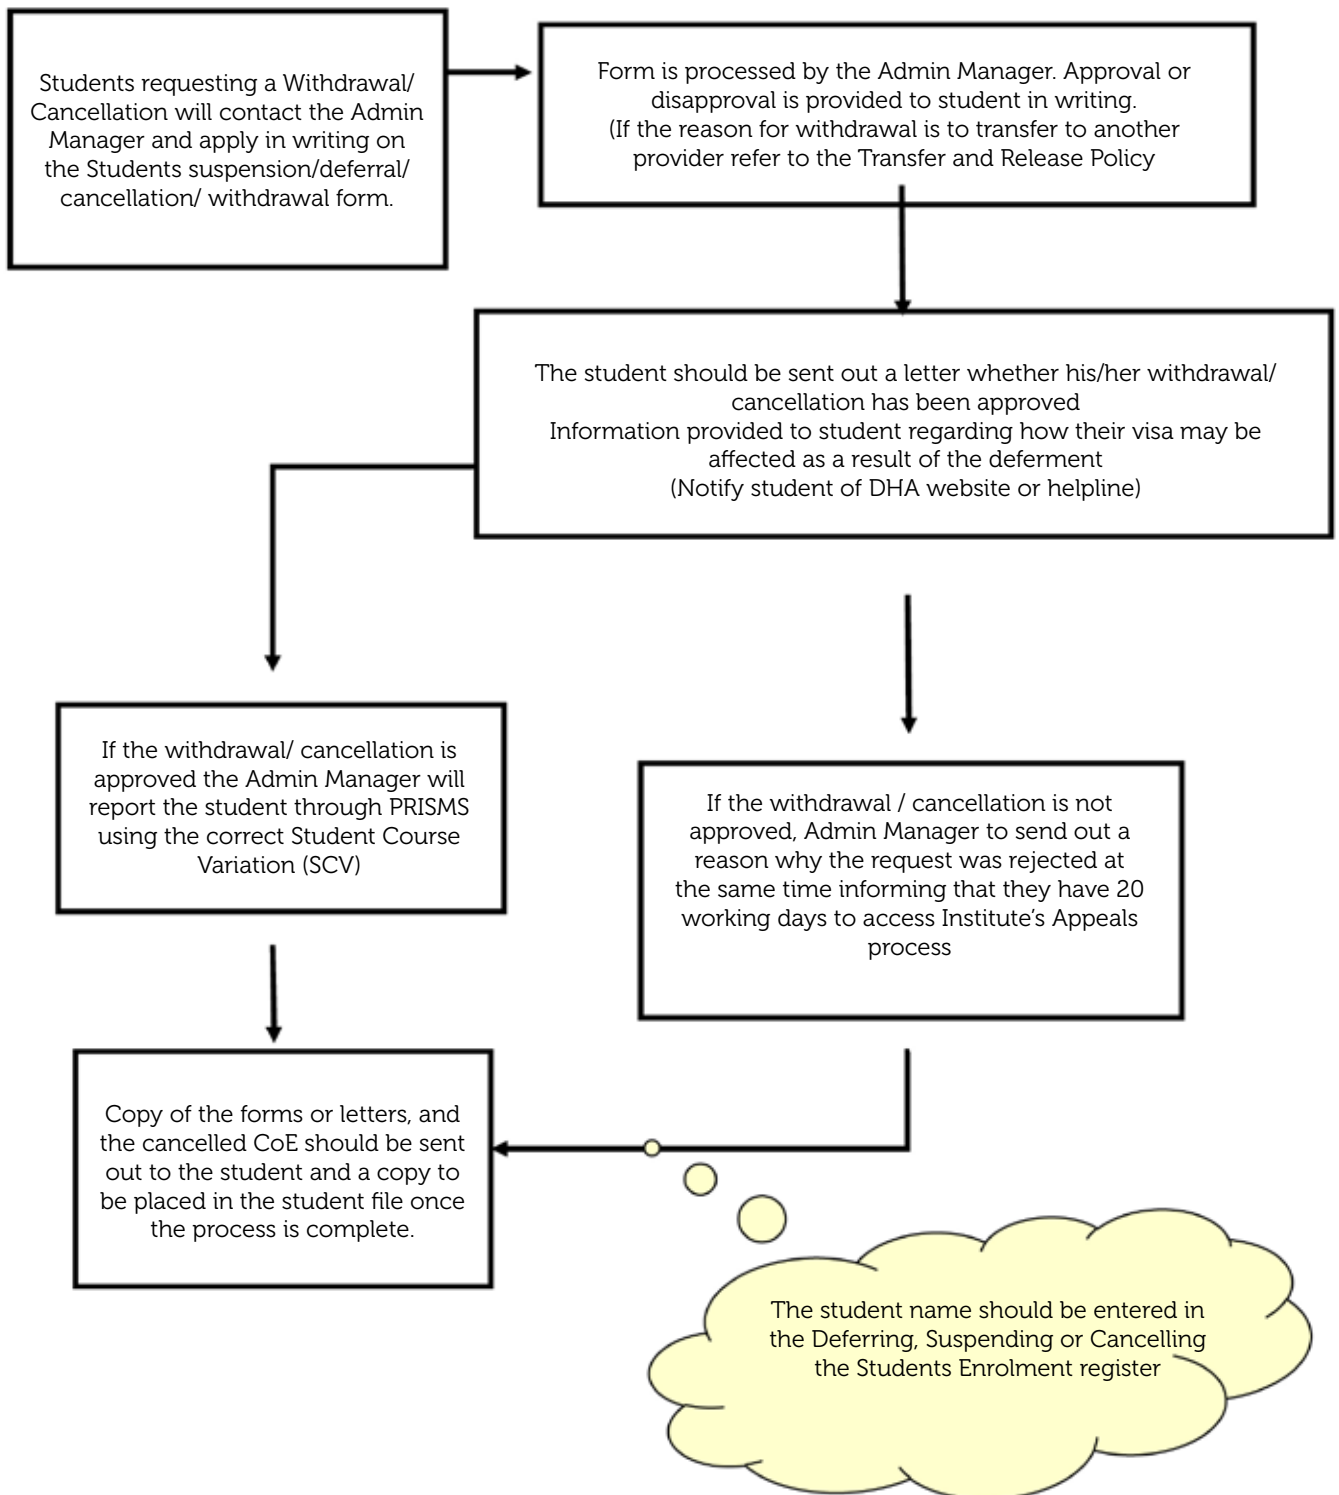 Students requesting a Withdrawal/
Cancellation will contact the Admin
Manager and apply in writing on
the Students suspension/deferral/
cancellation/ withdrawal form.
Form is processed by the Admin Manager. Approval or
disapproval is provided to student in writing.
(If the reason for withdrawal is to transfer to another
provider refer to the Transfer and Release Policy
The student should be sent out a letter whether his/her withdrawal/
cancellation has been approved
Information provided to student regarding how their visa may be
affected as a result of the deferment
(Notify student of DHA website or helpline)
If the withdrawal/ cancellation is
approved the Admin Manager will
report the student through PRISMS
using the correct Student Course
Variation (SCV)
If the withdrawal / cancellation is not
approved, Admin Manager to send out a
reason why the request was rejected at
the same time informing that they have 20
working days to access Institute's Appeals
process
Copy of the forms or letters, and
the cancelled CoE should be sent
out to the student and a copy to
be placed in the student file once
the process is complete.
The student name should be entered in
the Deferring, Suspending or Cancelling
the Students Enrolment register